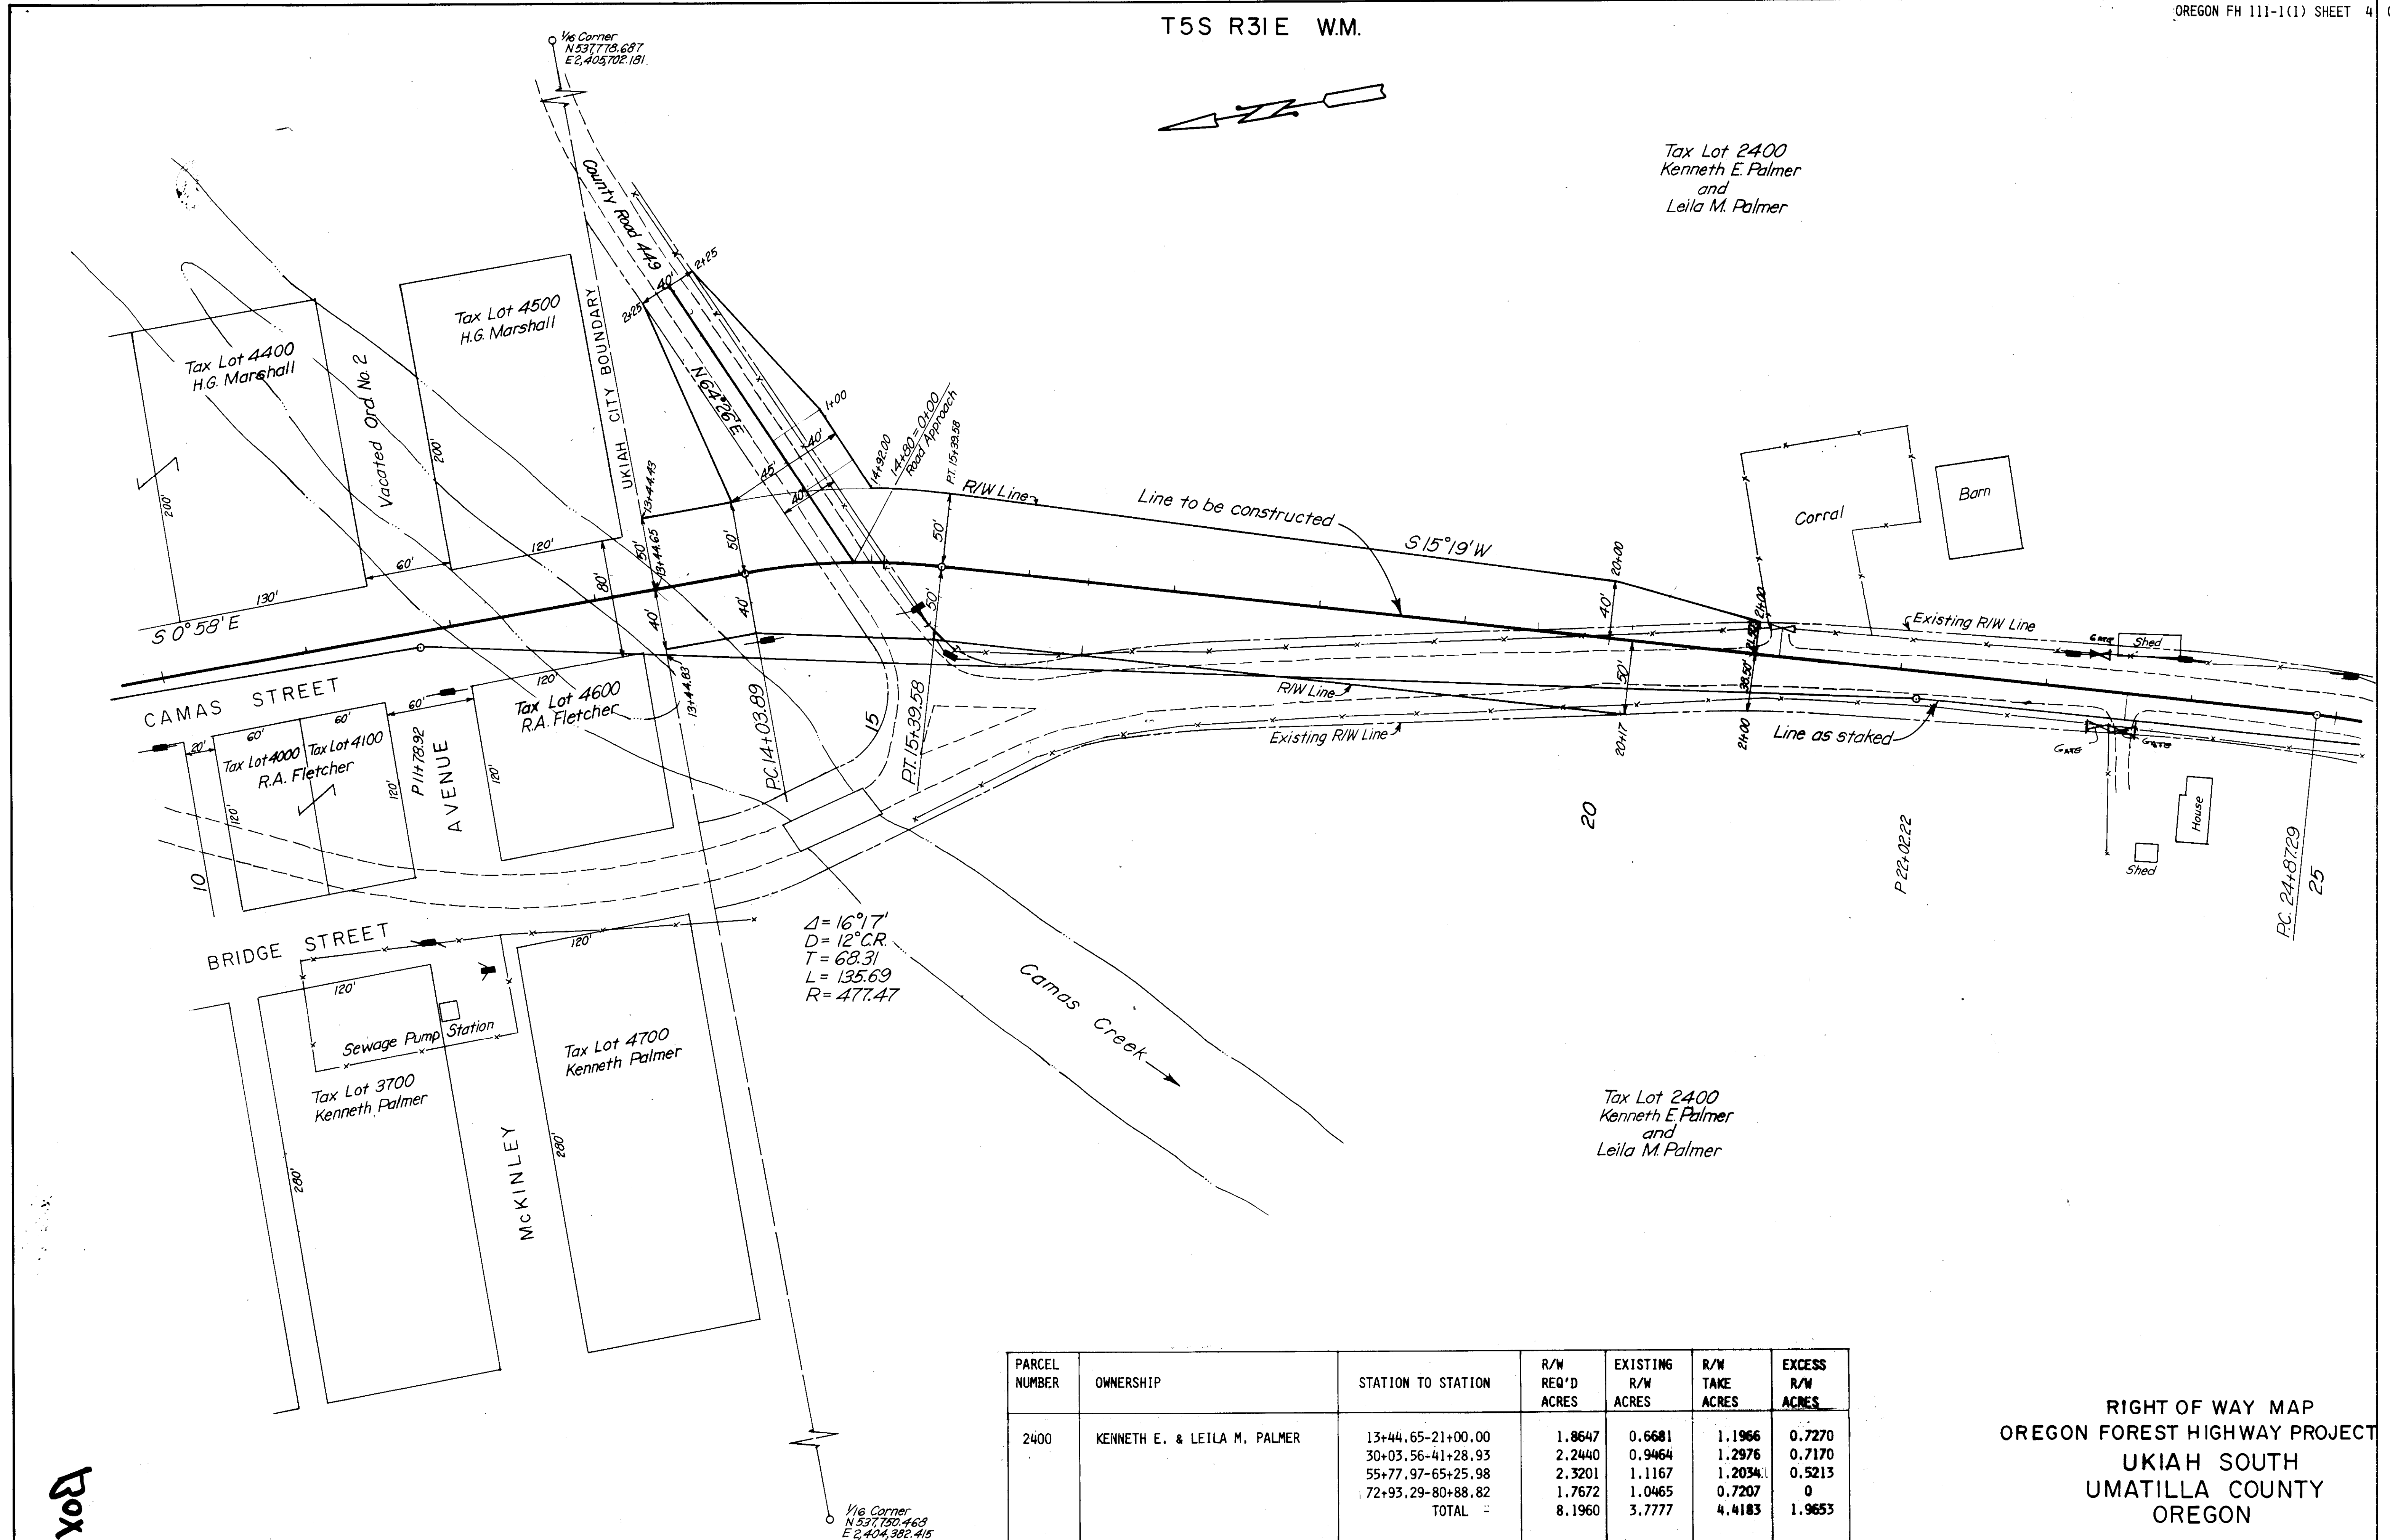 OREGON FH 111-1(1) SHEET 4
T5S R31E W.M.
1/16 Corner
N 537,778.687
E 2,405,702.181
Tax Lot 2400
Kenneth E. Palmer
and
Leila M. Palmer
County Road 449
2+25
40'
2+25
N 64°26' E
1+00
40'
45'
40'
14+92.00
14+80 = 0+00
Road Approach
P.T. 15+39.58
Tax Lot 4400
H.G. Marshall
200'
130'
Vacated Ord. No. 2
60'
Tax Lot 4500
H.G. Marshall
200'
120'
UKIAH CITY BOUNDARY
13+44.43
50'
13+44.65
80'
40'
50'
40'
50'
50'
R/W Line
Line to be constructed
S 15°19' W
20+00
40'
21+00
21.50'
38.50'
Corral
Barn
Existing R/W Line
GATE
Shed
S 0°58' E
CAMAS STREET
20'
60'
60'
60'
120'
Tax Lot 4000
Tax Lot 4100
R.A. Fletcher
120'
120'
P 11+78.92
AVENUE
Tax Lot 4600
R.A. Fletcher
120'
13+44.83
P.C. 14+03.89
15
P.T. 15+39.58
R/W Line
50'
Existing R/W Line
20+17
21+00
Line as staked
GATE
GATE
House
Shed
10
20
P 22+02.22
P.C. 24+87.29
25
BRIDGE STREET
120'
120'
Sewage Pump Station
Tax Lot 3700
Kenneth Palmer
280'
McKINLEY
280'
Tax Lot 4700
Kenneth Palmer
Δ = 16°17'
D = 12° C.R.
T = 68.31
L = 135.69
R = 477.47
Camas Creek
Tax Lot 2400
Kenneth E. Palmer
and
Leila M. Palmer
1/16 Corner
N 537,750.468
E 2,404,382.415
BOX
PARCEL NUMBER OWNERSHIP STATION TO STATION R/W REQ'D ACRES EXISTING R/W ACRES R/W TAKE ACRES EXCESS R/W ACRES
2400 KENNETH E. & LEILA M. PALMER 13+44.65-21+00.00 1.8647 0.6681 1.1966 0.7270
30+03.56-41+28.93 2.2440 0.9464 1.2976 0.7170
55+77.97-65+25.98 2.3201 1.1167 1.2034 0.5213
72+93.29-80+88.82 1.7672 1.0465 0.7207 0
TOTAL - 8.1960 3.7777 4.4183 1.9653
RIGHT OF WAY MAP
OREGON FOREST HIGHWAY PROJECT
UKIAH SOUTH
UMATILLA COUNTY
OREGON